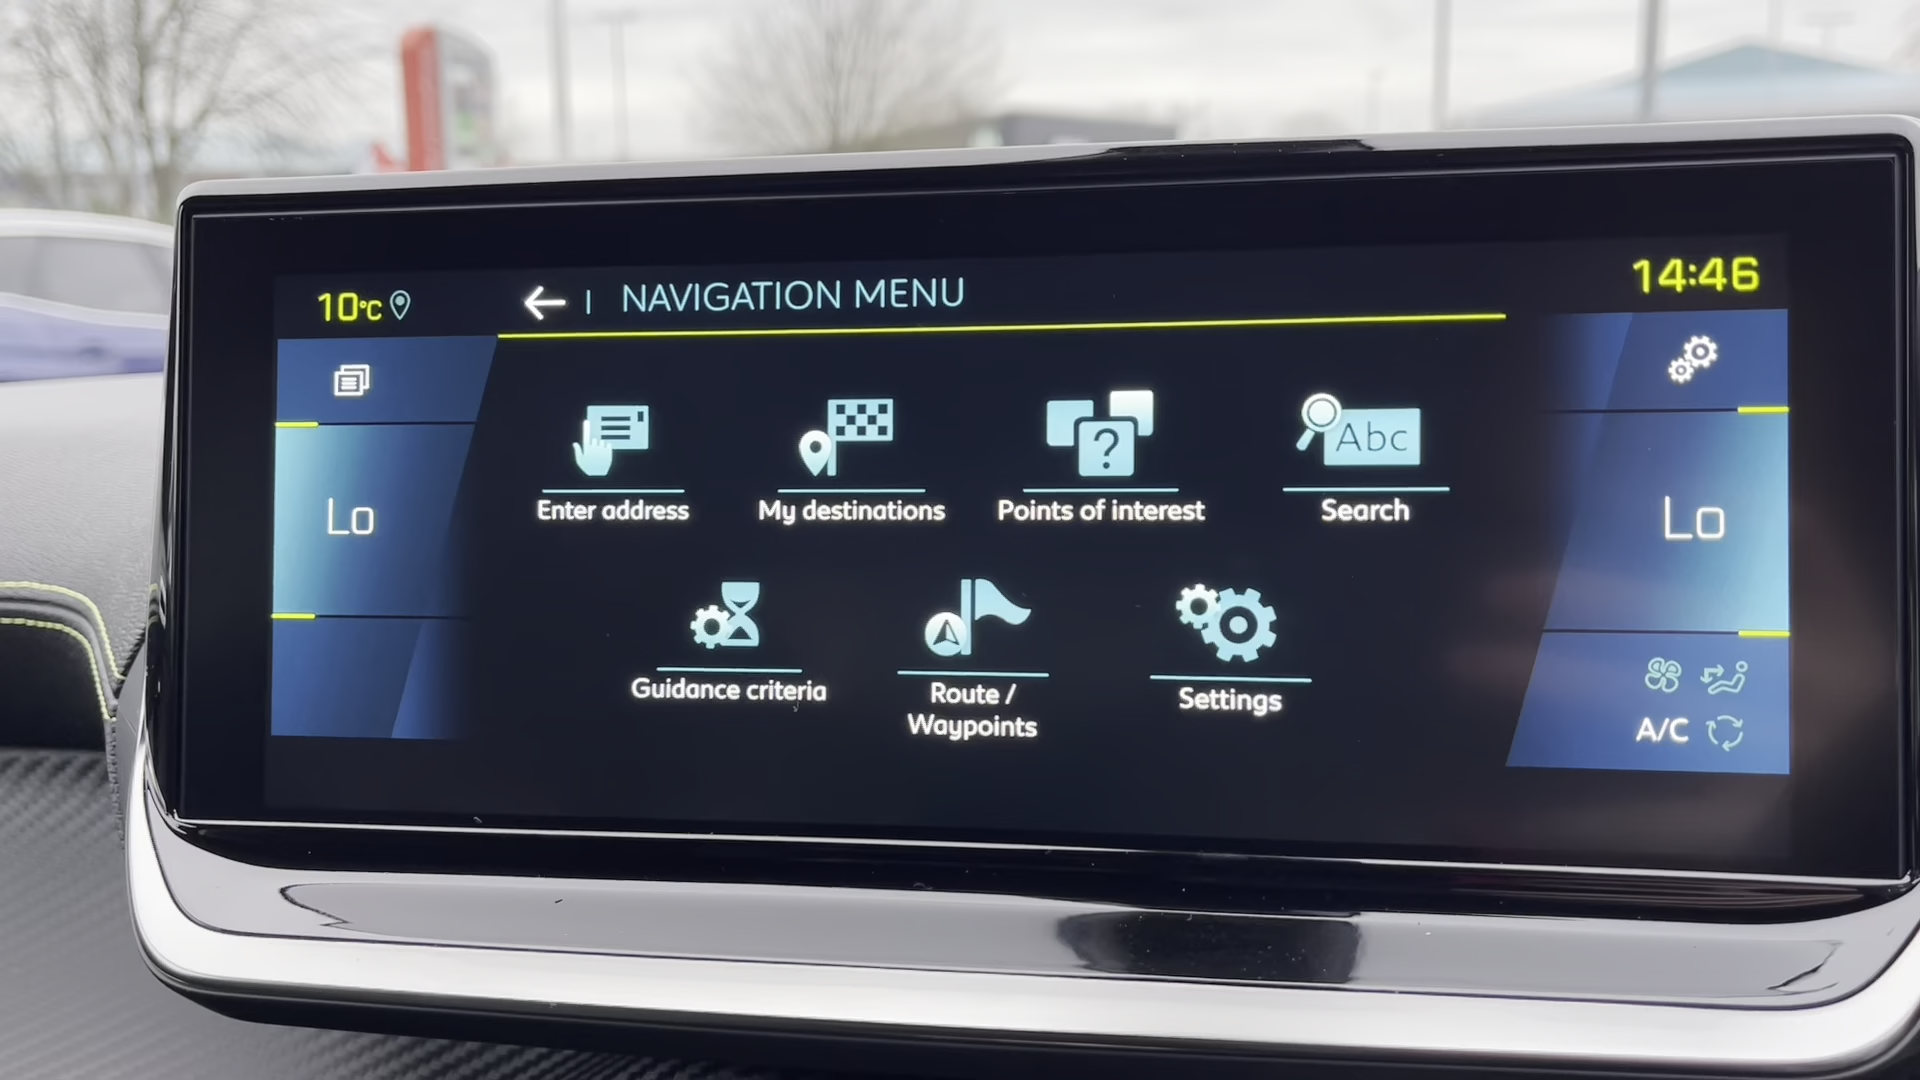 10°C
NAVIGATION MENU
14:46
Abc
?
Enter address
My destinations
Points of interest
Search
Lo
Lo
Guidance criteria
Route /
Waypoints
Settings
A/C